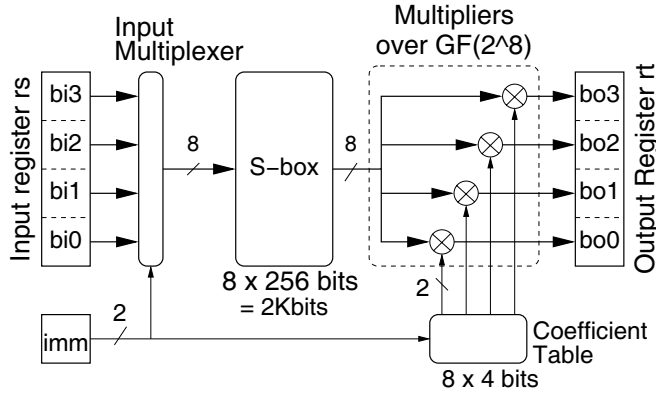 Input
Multiplexer
Multipliers
over GF(2^8)
Input register rs
bi3
bi2
bi1
bi0
8
S-box
8
bo3
bo2
bo1
bo0
Output Register rt
8 x 256 bits
= 2Kbits
2
imm
2
Coefficient
Table
8 x 4 bits